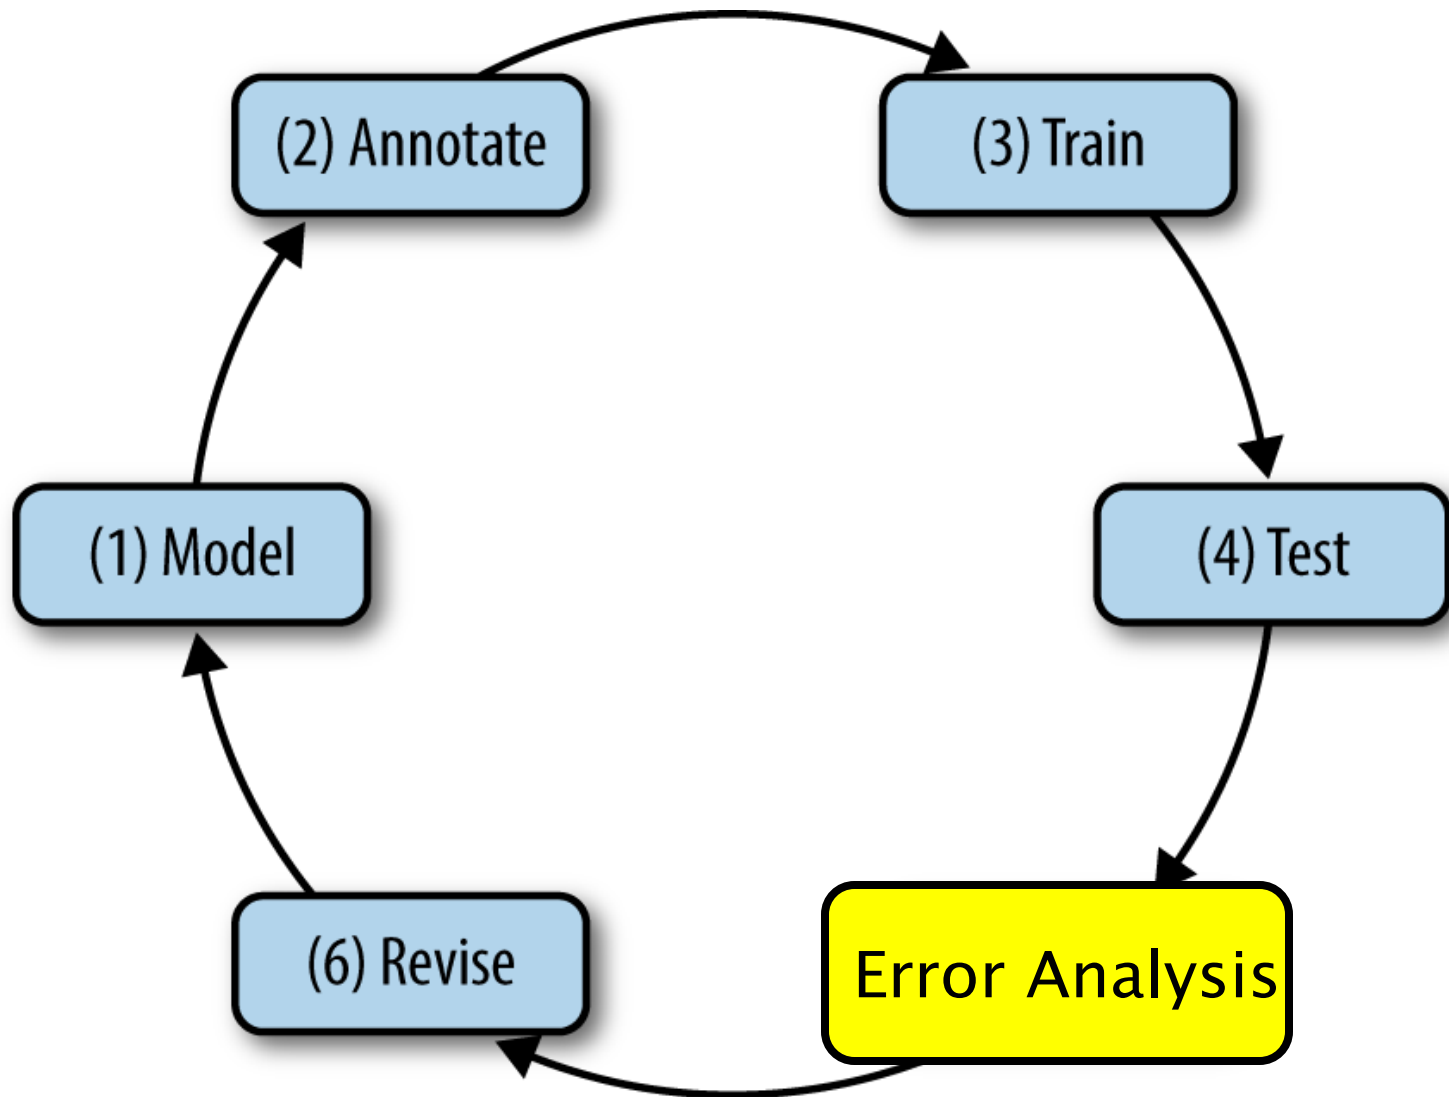 (2) Annotate
(3) Train
(1) Model
(4) Test
(6) Revise
Error Analysis